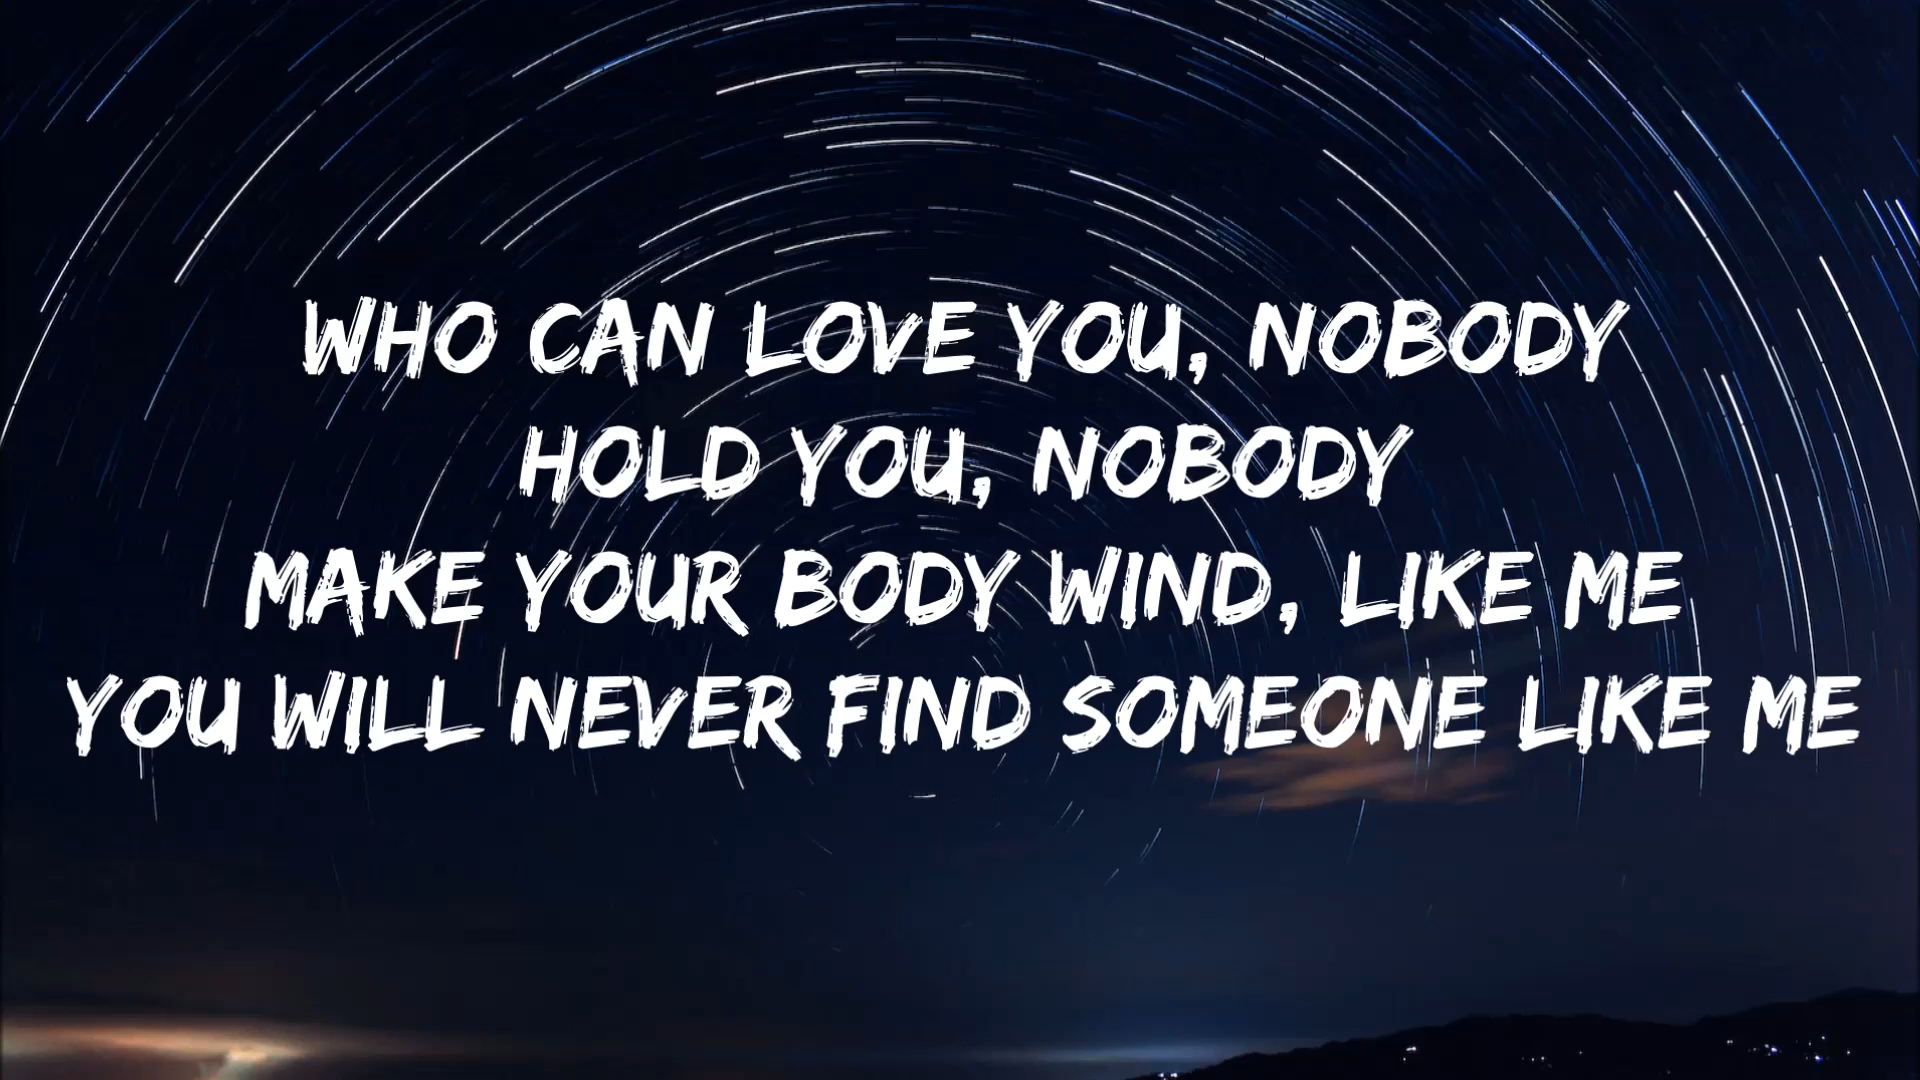 WHO CAN LOVE YOU, NOBODY
HOLD YOU, NOBODY
MAKE YOUR BODY WIND, LIKE ME
YOU WILL NEVER FIND SOMEONE LIKE ME